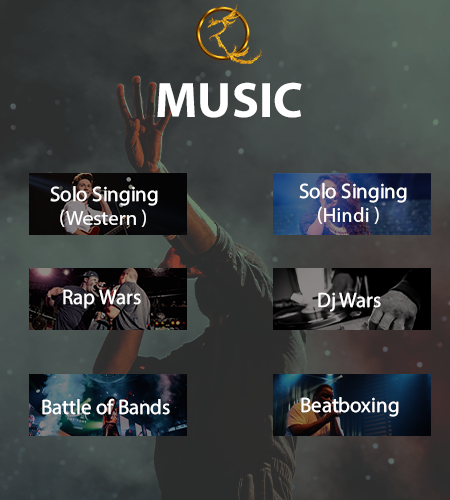 MUSIC
Solo Singing
(Western )
Solo Singing
(Hindi )
Rap Wars
Dj Wars
Battle of Bands
Beatboxing